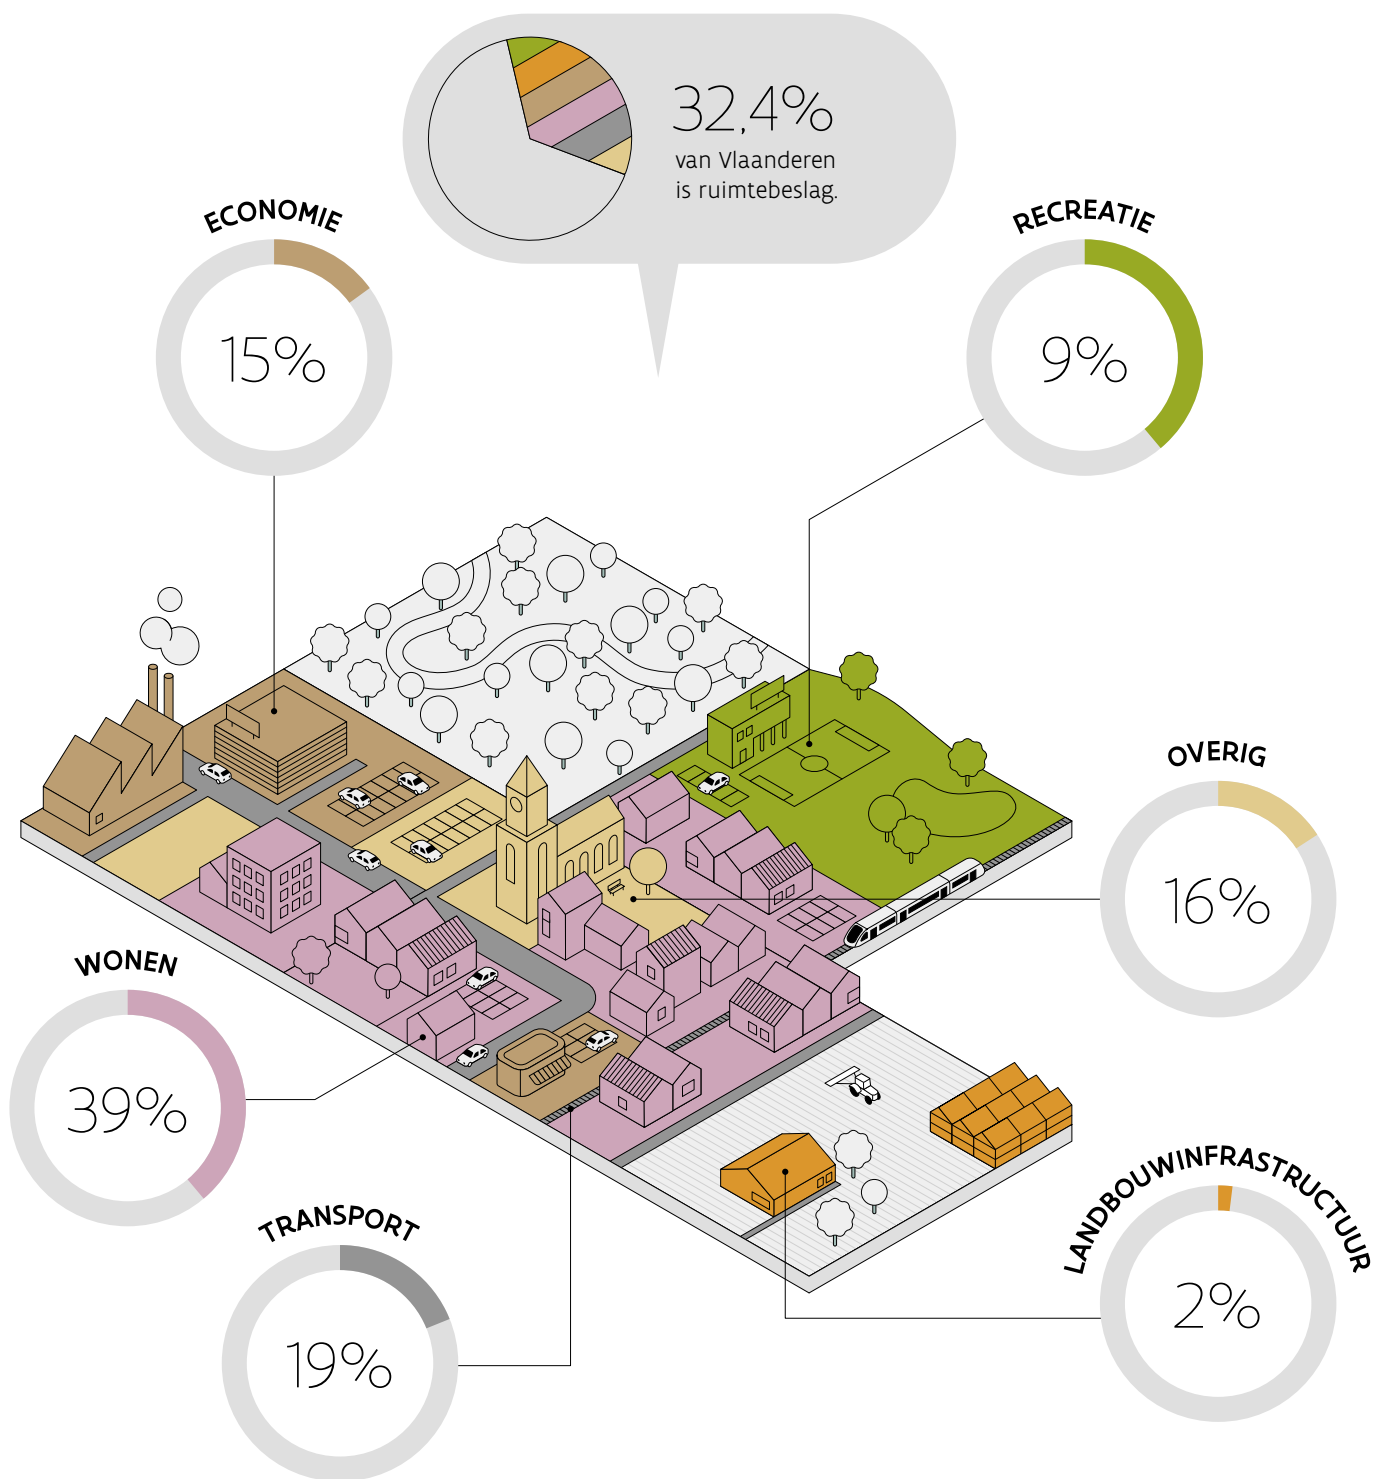 32,4%
van Vlaanderen
is ruimtebeslag.
ECONOMIE
15%
RECREATIE
9%
OVERIG
16%
WONEN
39%
LANDBOUWINFRASTRUCTUUR
2%
TRANSPORT
19%